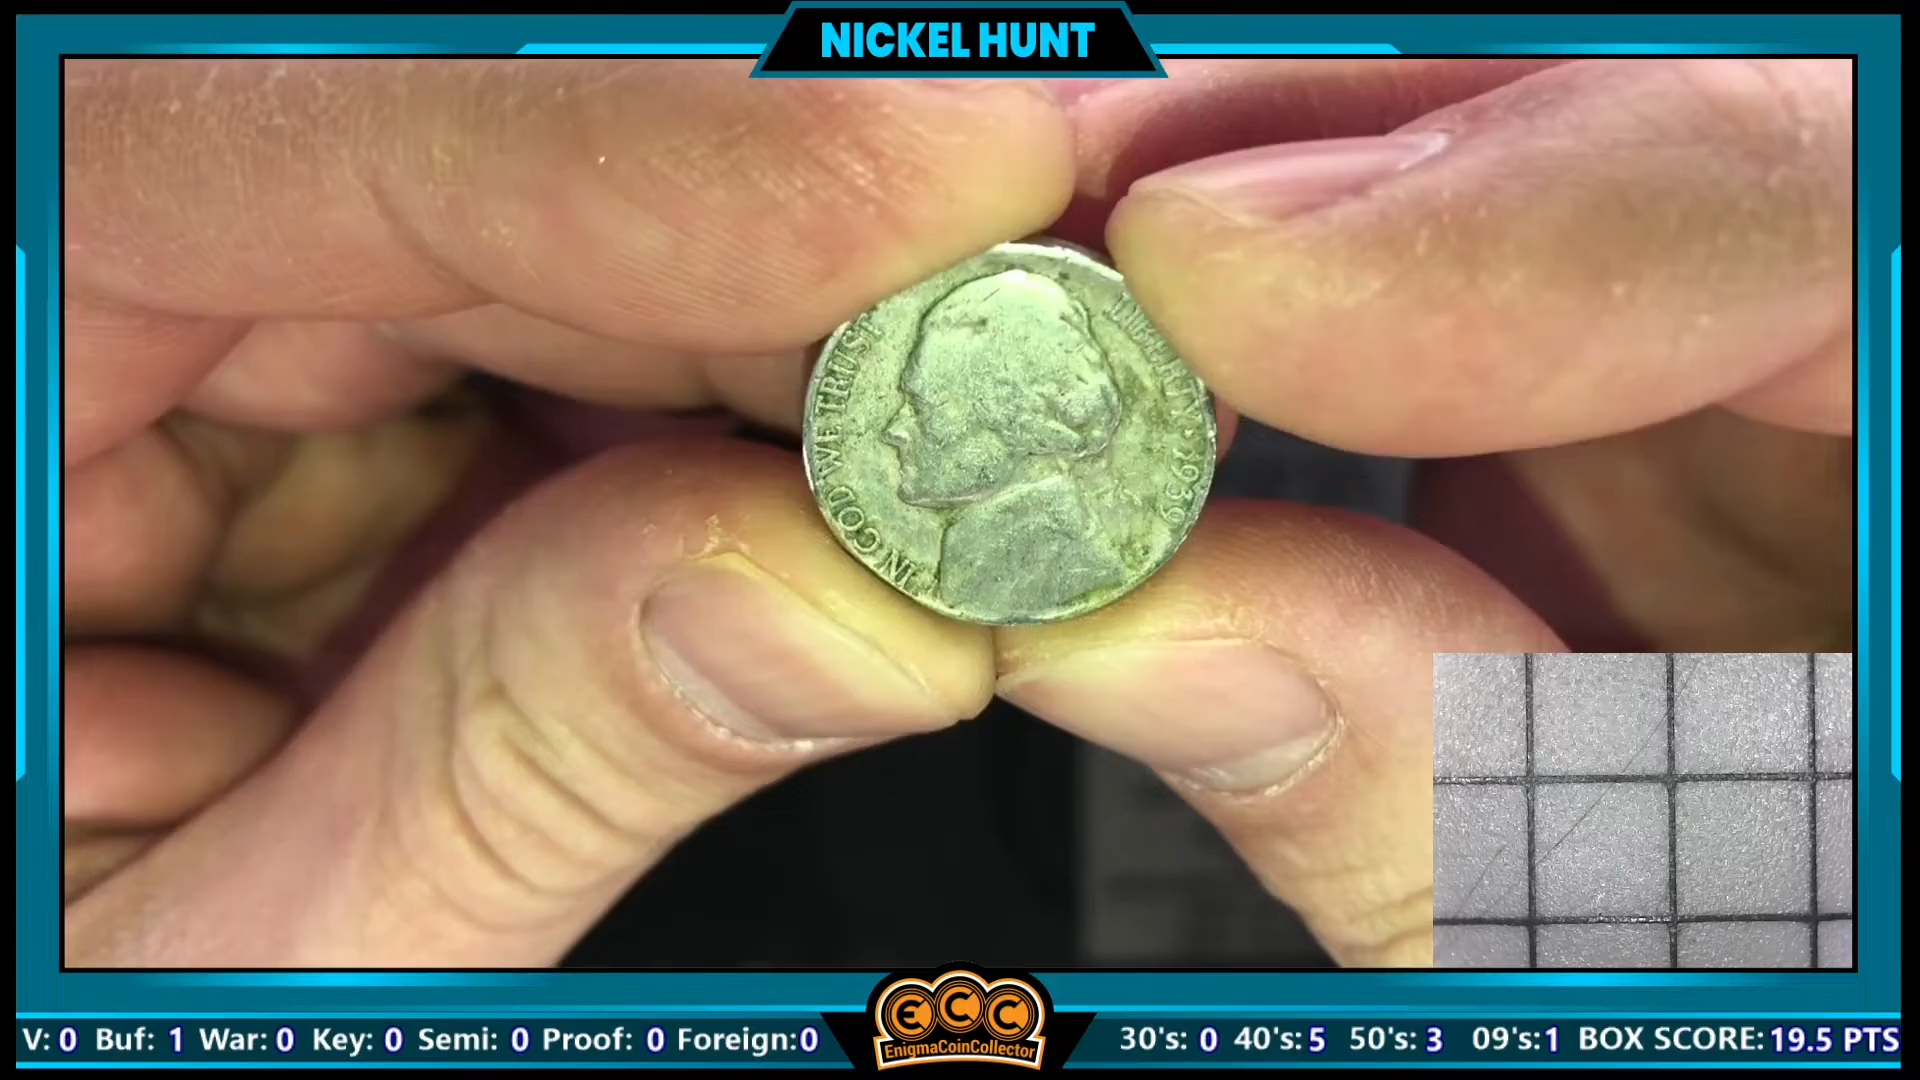 NICKEL HUNT
IN GOD WE TRUST
LIBERTY 1939
ECC
EnigmaCoinCollector
V: 0 Buf: 1 War: 0 Key: 0 Semi: 0 Proof: 0 Foreign:0
30's: 0 40's: 5 50's: 3 09's:1 BOX SCORE: 19.5 PTS